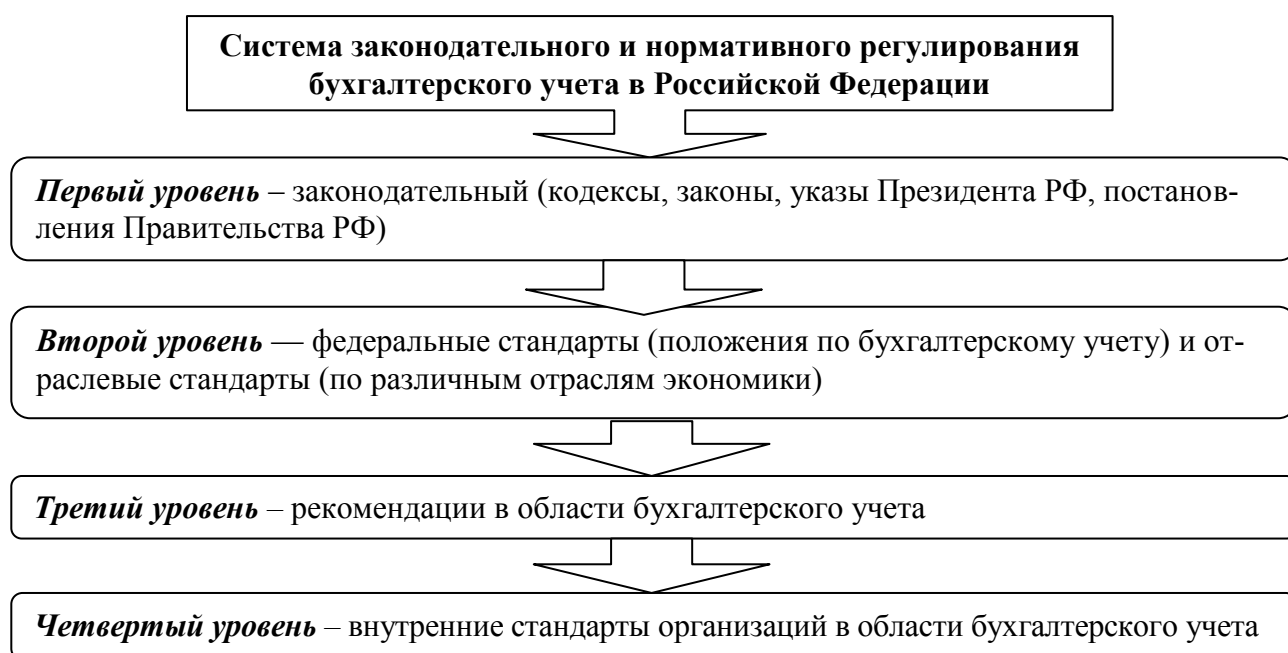 Система законодательного и нормативного регулирования
бухгалтерского учета в Российской Федерации
Первый уровень – законодательный (кодексы, законы, указы Президента РФ, постанов-
ления Правительства РФ)
Второй уровень — федеральные стандарты (положения по бухгалтерскому учету) и от-
раслевые стандарты (по различным отраслям экономики)
Третий уровень – рекомендации в области бухгалтерского учета
Четвертый уровень – внутренние стандарты организаций в области бухгалтерского учета